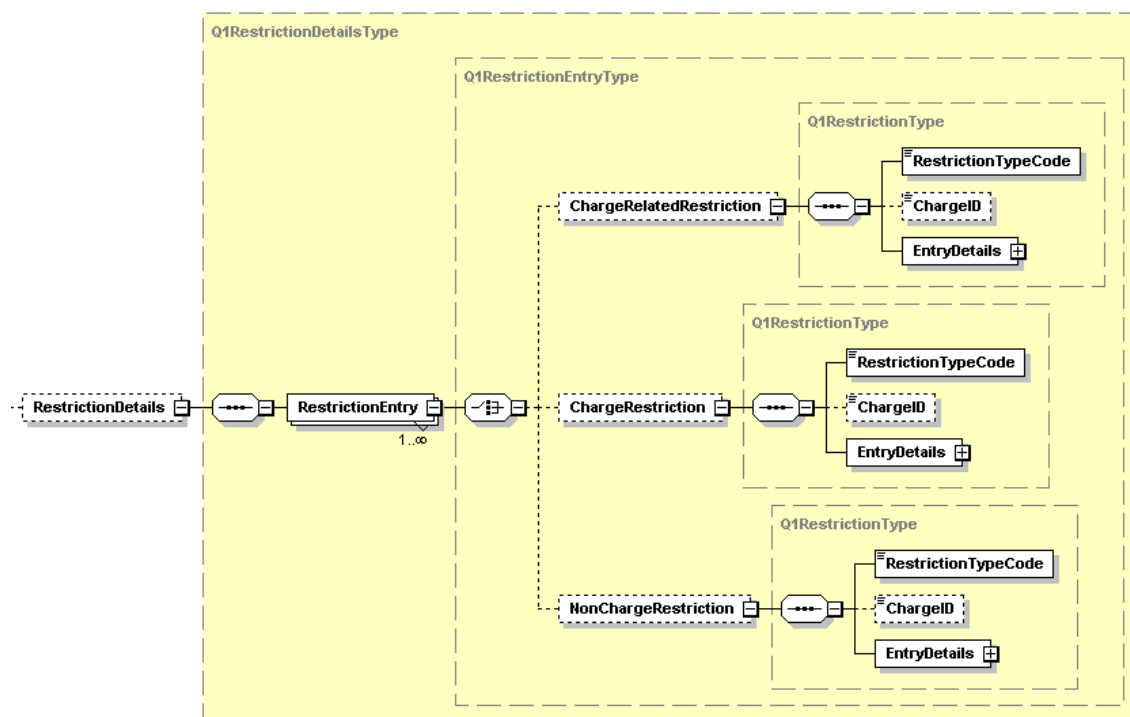 Q1RestrictionDetailsType
Q1RestrictionEntryType
Q1RestrictionType
RestrictionTypeCode
ChargeRelatedRestriction
ChargeID
EntryDetails
Q1RestrictionType
RestrictionTypeCode
RestrictionDetails
RestrictionEntry
ChargeRestriction
ChargeID
1..∞
EntryDetails
Q1RestrictionType
RestrictionTypeCode
NonChargeRestriction
ChargeID
EntryDetails